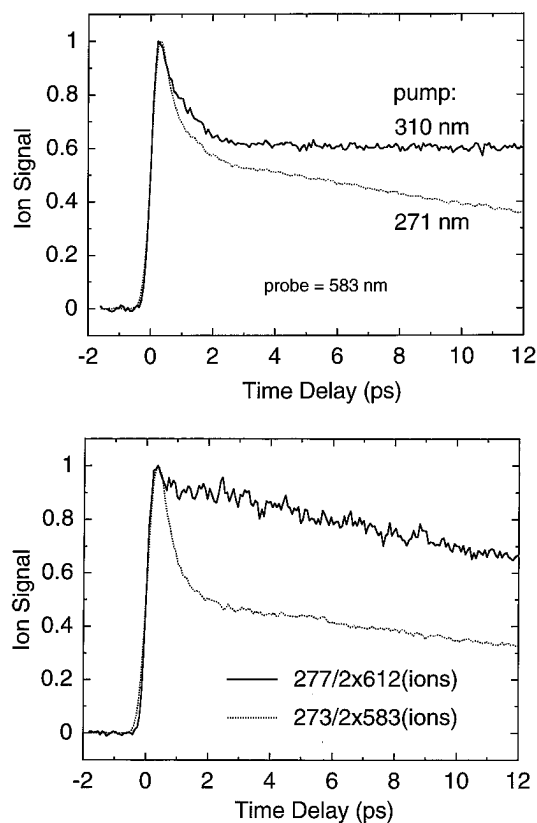 1
0.8
0.6
0.4
0.2
0
Ion Signal
pump:
310 nm
271 nm
probe = 583 nm
-2 0 2 4 6 8 10 12
Time Delay (ps)
1
0.8
0.6
0.4
0.2
0
Ion Signal
277/2x612(ions)
273/2x583(ions)
-2 0 2 4 6 8 10 12
Time Delay (ps)